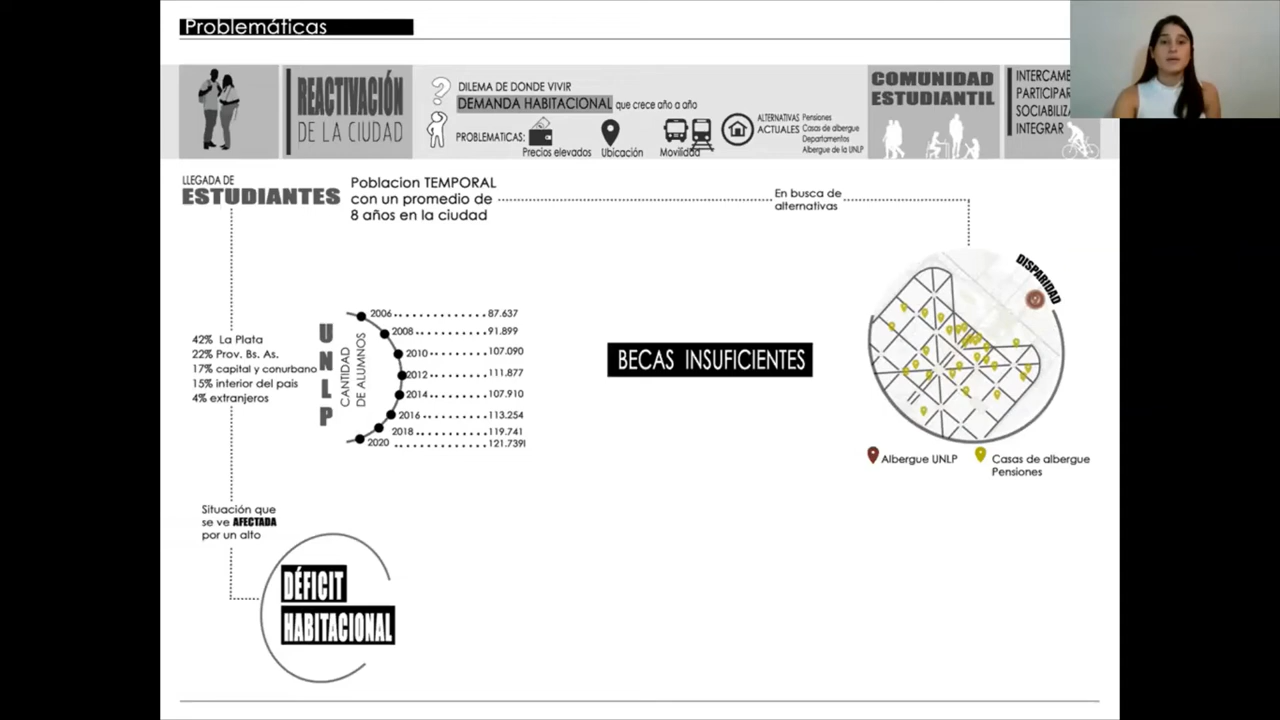 Problemáticas
REACTIVACIÓN
DE LA CIUDAD
DILEMA DE DONDE VIVIR
DEMANDA HABITACIONAL que crece año a año
PROBLEMATICAS:
Precios elevados
Ubicación
Movilidad
ALTERNATIVAS
ACTUALES
Pensiones
Casas de albergue
Departamentos
Albergue de la UNLP
COMUNIDAD
ESTUDIANTIL
PARTICIPAR
INTEGRAR
LLEGADA DE
ESTUDIANTES
Poblacion TEMPORAL
con un promedio de
8 años en la ciudad
En busca de
alternativas
DISPARIDAD
42% La Plata
22% Prov. Bs. As.
17% capital y conurbano
15% interior del país
4% extranjeros
UNLP
CANTIDAD
DE ALUMNOS
2006 87.637
2008 91.899
2010 107.090
2012 111.877
2014 107.910
2016 113.254
2018 119.741
2020 121.739
BECAS INSUFICIENTES
Albergue UNLP
Casas de albergue
Pensiones
Situación que
se ve AFECTADA
por un alto
DÉFICIT
HABITACIONAL